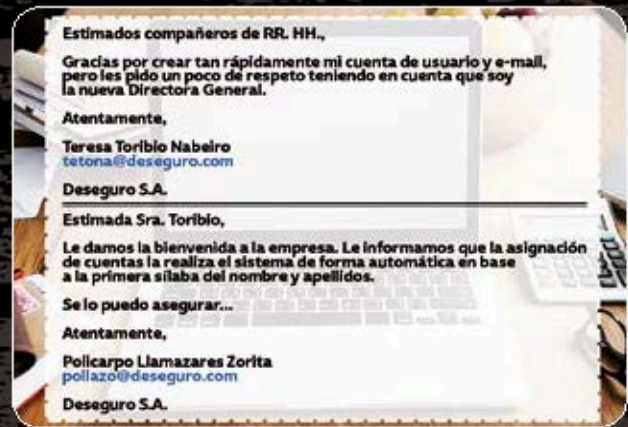 Estimados compañeros de RR. HH.,
Gracias por crear tan rápidamente mi cuenta de usuario y e-mail,
pero les pido un poco de respeto teniendo en cuenta que soy
la nueva Directora General.
Atentamente,
Teresa Toribio Nabeiro
tetona@deseguro.com
Deseguro S.A.
Estimada Sra. Toribio,
Le damos la bienvenida a la empresa. Le informamos que la asignación
de cuentas la realiza el sistema de forma automática en base
a la primera sílaba del nombre y apellidos.
Se lo puedo asegurar...
Atentamente,
Policarpo Llamazares Zorita
pollazo@deseguro.com
Deseguro S.A.